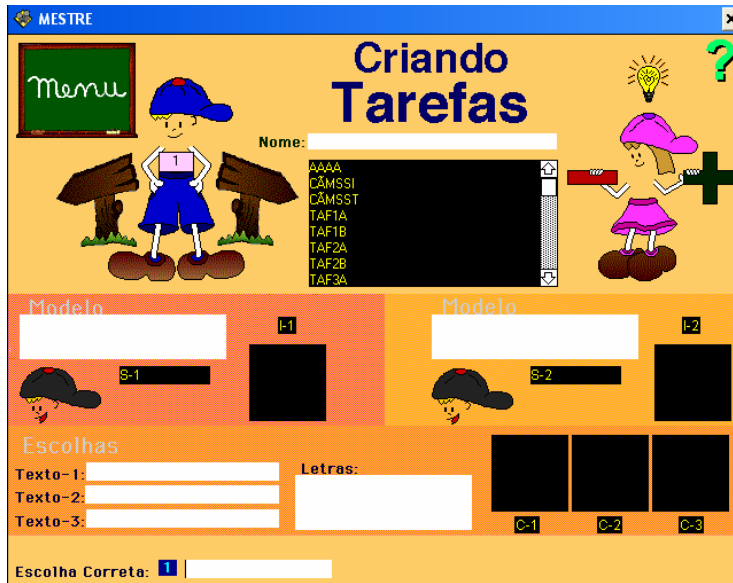 MESTRE
Menu
Criando
Tarefas
?
1
Nome:
AAAA
CÃMSSI
CÃMSST
TAF1A
TAF1B
TAF2A
TAF2B
TAF3A
Modelo
I-1
S-1
Modelo
I-2
S-2
Escolhas
Texto-1:
Texto-2:
Texto-3:
Letras:
C-1
C-2
C-3
Escolha Correta: 1